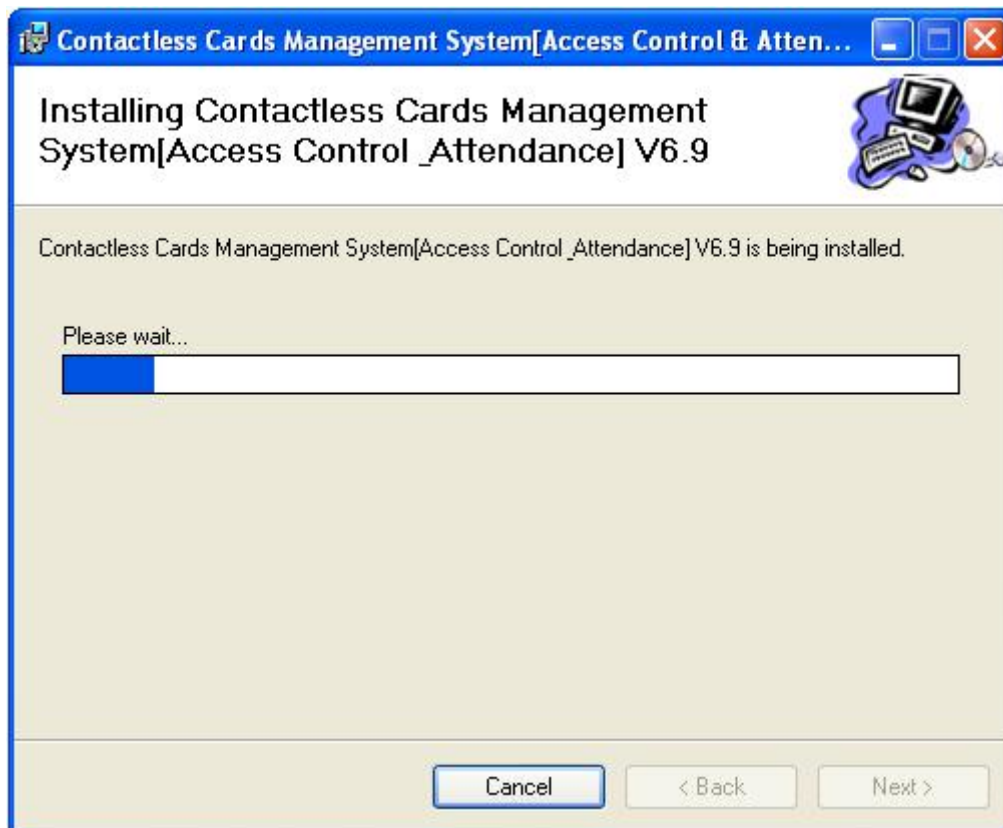 Contactless Cards Management System[Access Control & Atten...
Installing Contactless Cards Management
System[Access Control _Attendance] V6.9
Contactless Cards Management System[Access Control _Attendance] V6.9 is being installed.
Please wait...
Cancel
< Back
Next >